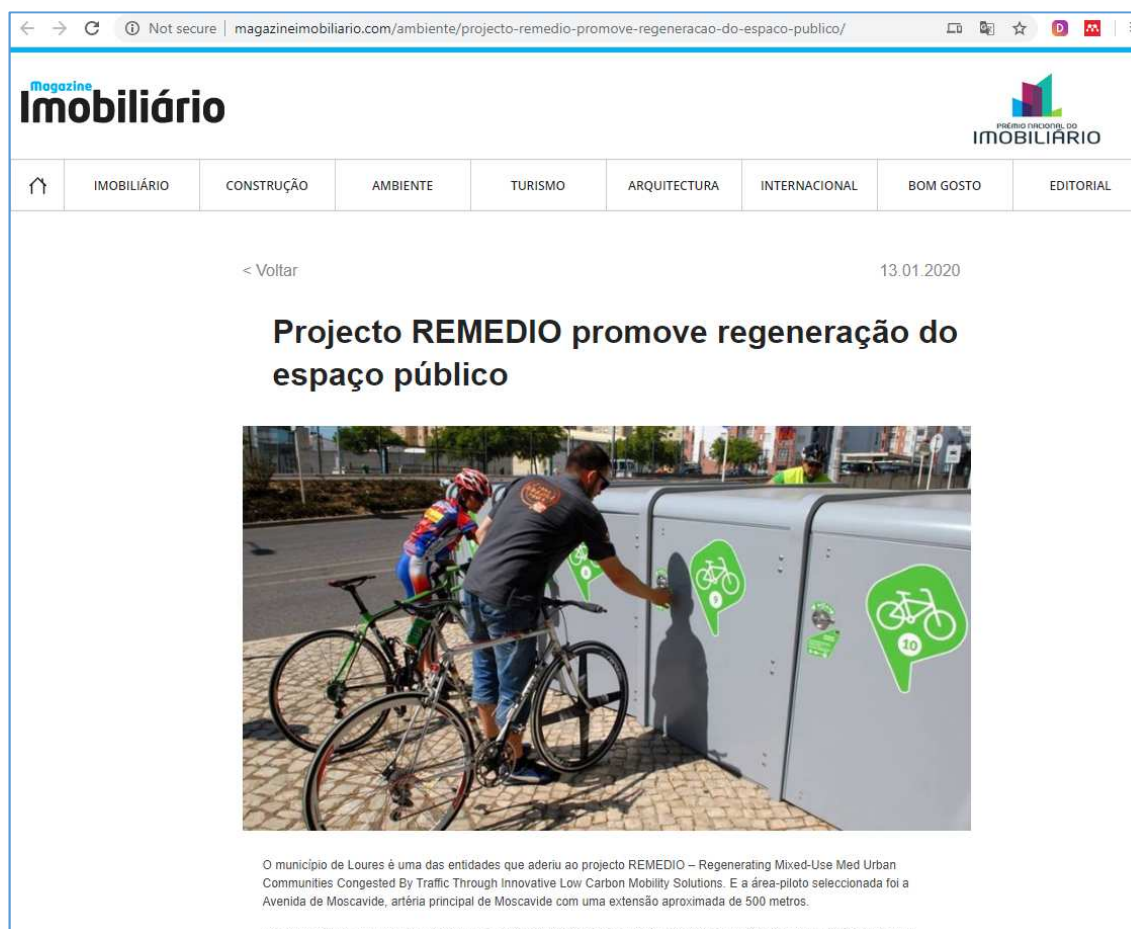 Not secure | magazineimobiliario.com/ambiente/projecto-remedio-promove-regeneracao-do-espaco-publico/
Magazine
Imobiliário
PRÉMIO NACIONAL DO
IMOBILIÁRIO
IMOBILIÁRIO CONSTRUÇÃO AMBIENTE TURISMO ARQUITECTURA INTERNACIONAL BOM GOSTO EDITORIAL
< Voltar 13.01.2020
Projecto REMEDIO promove regeneração do
espaço público
9
10
O município de Loures é uma das entidades que aderiu ao projecto REMEDIO – Regenerating Mixed-Use Med Urban
Communities Congested By Traffic Through Innovative Low Carbon Mobility Solutions. E a área-piloto seleccionada foi a
Avenida de Moscavide, artéria principal de Moscavide com uma extensão aproximada de 500 metros.